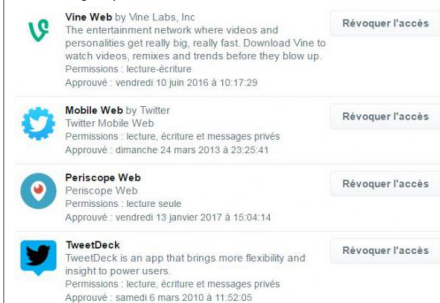 Vine Web by Vine Labs, Inc
Révoquer l'accès
The entertainment network where videos and
personalities get really big, really fast. Download Vine to
watch videos, remixes and trends before they blow up.
Permissions : lecture-écriture
Approuvé : vendredi 10 juin 2016 à 10:17:29
Mobile Web by Twitter
Révoquer l'accès
Twitter Mobile Web
Permissions : lecture, écriture et messages privés
Approuvé : dimanche 24 mars 2013 à 23:25:41
Periscope Web
Révoquer l'accès
Periscope Web
Permissions : lecture seule
Approuvé : vendredi 13 janvier 2017 à 15:04:14
TweetDeck
Révoquer l'accès
TweetDeck is an app that brings more flexibility and
insight to power users.
Permissions : lecture, écriture et messages privés
Approuvé : samedi 6 mars 2010 à 11:52:05